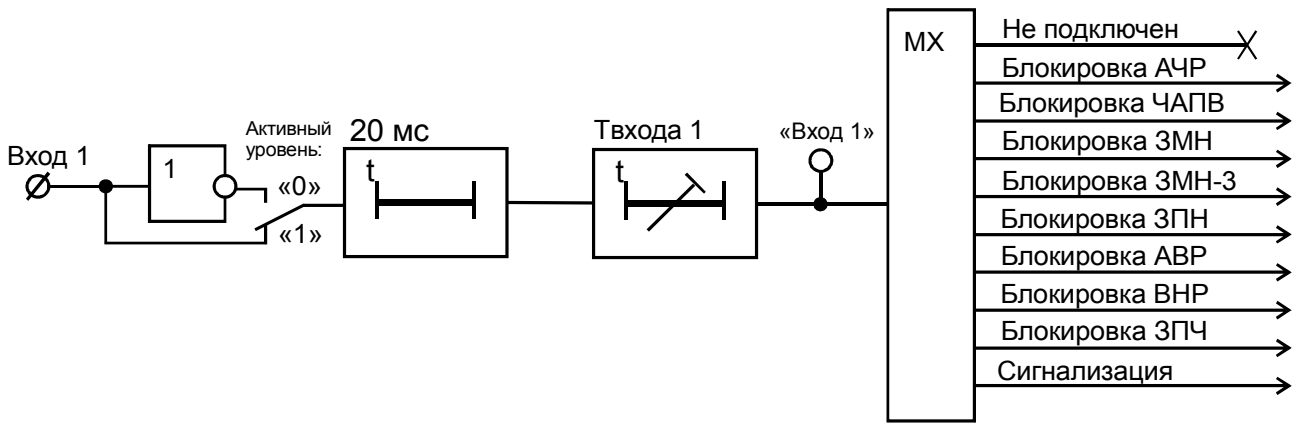 Вход 1
1
Активный
уровень:
«0»
«1»
20 мс
t
Твхода 1
t
«Вход 1»
MX
Не подключен
Блокировка АЧР
Блокировка ЧАПВ
Блокировка ЗМН
Блокировка ЗМН-3
Блокировка ЗПН
Блокировка АВР
Блокировка ВНР
Блокировка ЗПЧ
Сигнализация